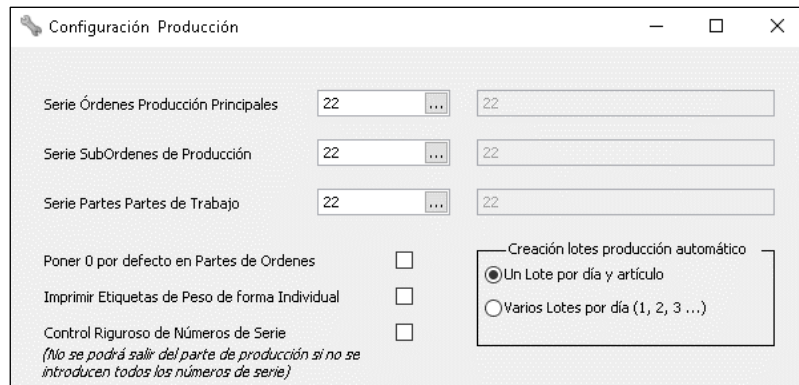 Configuración Producción
Serie Órdenes Producción Principales 22 ... 22
Serie SubOrdenes de Producción 22 ... 22
Serie Partes Partes de Trabajo 22 ... 22
Poner 0 por defecto en Partes de Ordenes
Imprimir Etiquetas de Peso de forma Individual
Control Riguroso de Números de Serie
(No se podrá salir del parte de producción si no se
introducen todos los números de serie)
Creación lotes producción automático
Un Lote por día y artículo
Varios Lotes por día (1, 2, 3 ...)